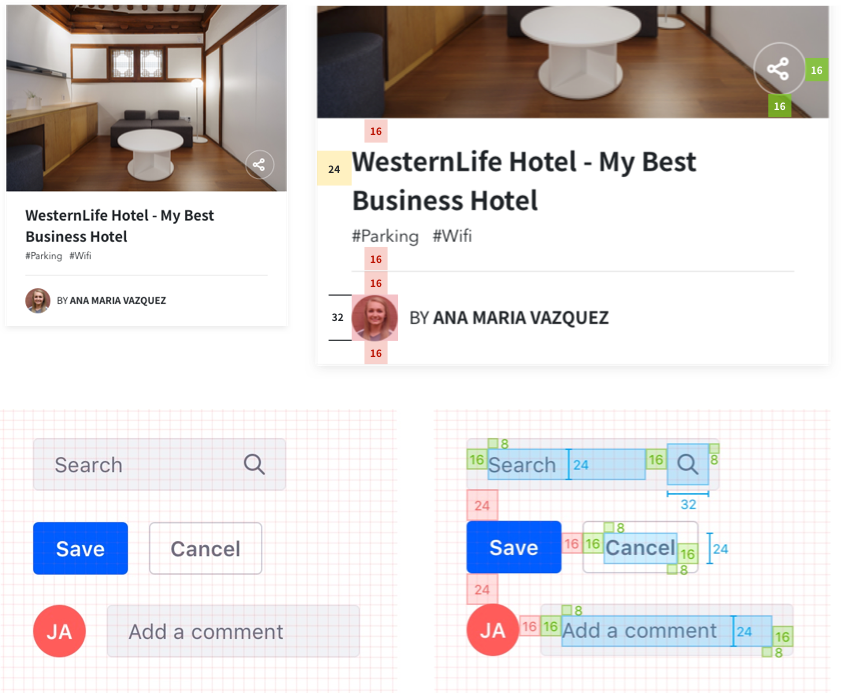 WesternLife Hotel - My Best
Business Hotel
#Parking #Wifi
BY ANA MARIA VAZQUEZ
16
16
16
24
WesternLife Hotel - My Best
Business Hotel
#Parking #Wifi
16
16
32
BY ANA MARIA VAZQUEZ
16
Search
Save
Cancel
JA
Add a comment
8
16
Search
24
16
8
32
24
Save
16
16
8
Cancel
16
24
8
24
JA
16
16
8
Add a comment
24
16
8